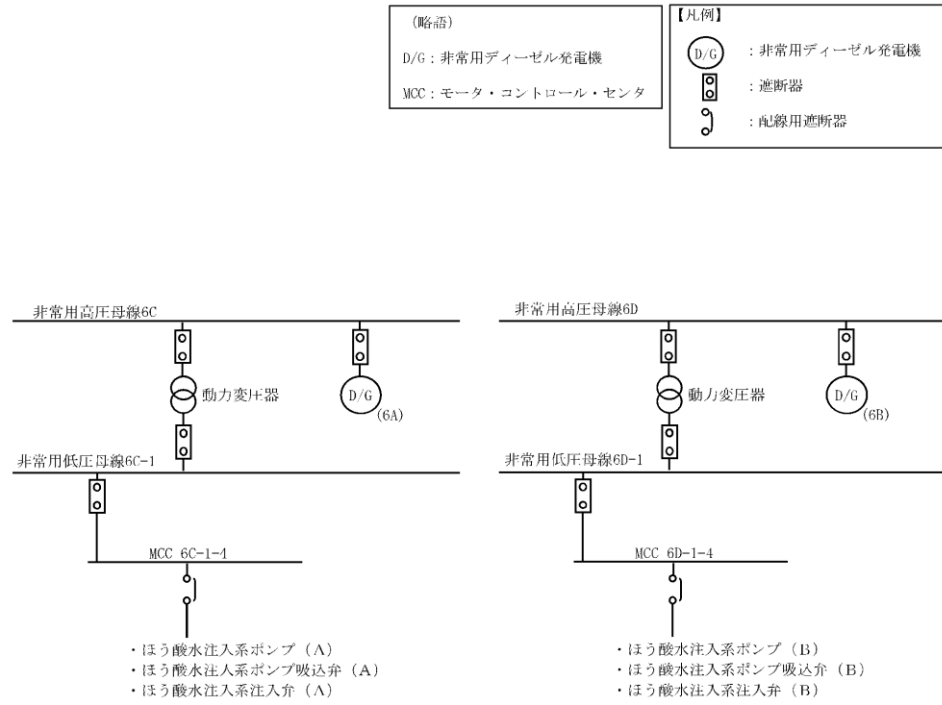 (略語)
D/G：非常用ディーゼル発電機
MCC：モータ・コントロール・センタ
【凡例】
D/G ：非常用ディーゼル発電機
：遮断器
：配線用遮断器
非常用高圧母線6C
動力変圧器
D/G
(6A)
非常用低圧母線6C-1
MCC 6C-1-4
・ほう酸水注入系ポンプ（A）
・ほう酸水注入系ポンプ吸込弁（A）
・ほう酸水注入系注入弁（A）
非常用高圧母線6D
動力変圧器
D/G
(6B)
非常用低圧母線6D-1
MCC 6D-1-4
・ほう酸水注入系ポンプ（B）
・ほう酸水注入系ポンプ吸込弁（B）
・ほう酸水注入系注入弁（B）